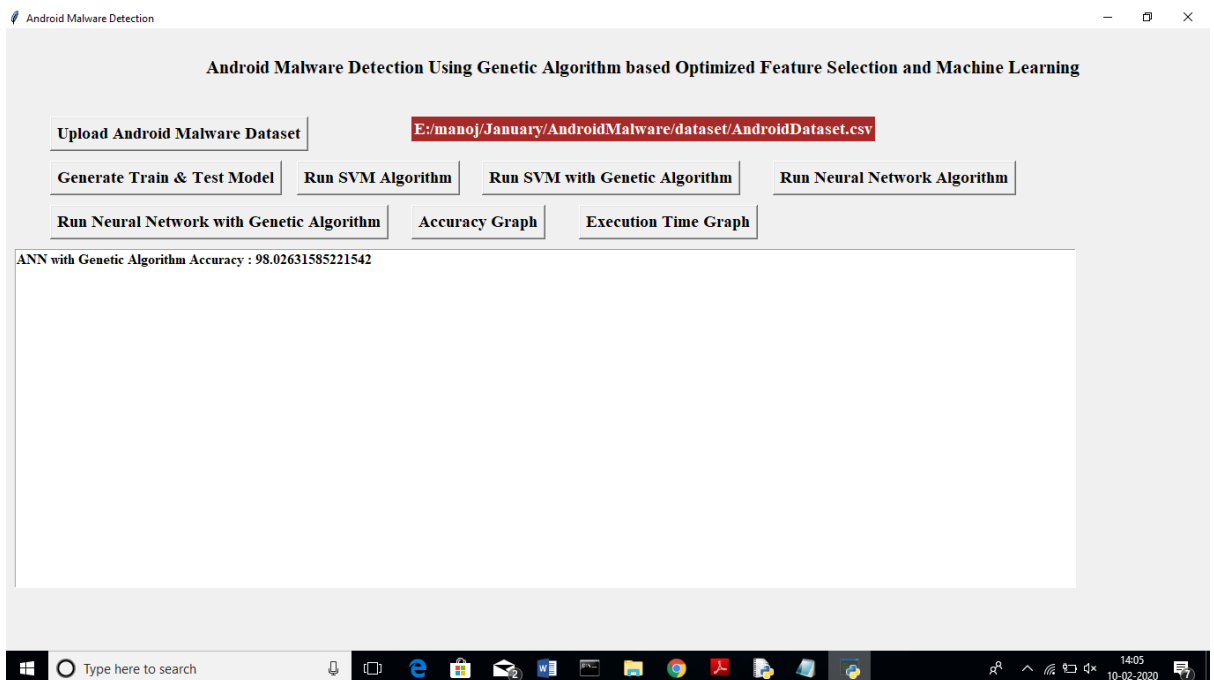 Android Malware Detection
Android Malware Detection Using Genetic Algorithm based Optimized Feature Selection and Machine Learning
Upload Android Malware Dataset
E:/manoj/January/AndroidMalware/dataset/AndroidDataset.csv
Generate Train & Test Model
Run SVM Algorithm
Run SVM with Genetic Algorithm
Run Neural Network Algorithm
Run Neural Network with Genetic Algorithm
Accuracy Graph
Execution Time Graph
ANN with Genetic Algorithm Accuracy : 98.02631585221542
Type here to search
14:05
10-02-2020